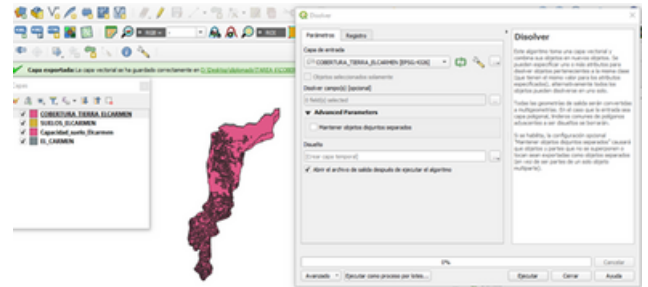 Disolver
Capa exportada: La capa vectorial se ha guardado correctamente en
Capas
COBERTURA_TIERRA_ELCARMEN
SUELOS_ELCARMEN
Capacidad_suelo_Elcarmen
EL_CARMEN
Parámetros Registro
Capa de entrada
COBERTURA_TIERRA_ELCARMEN [EPSG:4326]
Objetos seleccionados solamente
Disolver campo(s) [opcional]
0 field(s) selected
Advanced Parameters
Mantener objetos disjuntos separados
Disuelto
[Crear capa temporal]
Abrir el archivo de salida después de ejecutar el algoritmo
Disolver
Este algoritmo toma una capa vectorial y
combina sus objetos en nuevos objetos. Se
pueden especificar uno o más atributos para
disolver objetos pertenecientes a la misma clase
(que tienen el mismo valor para los atributos
especificados), alternativamente todos los
objetos pueden disolverse en uno solo.
Todas las geometrías de salida serán convertidas
a multigeometrías. En el caso que la entrada sea
capa poligonal, linderos comunes de polígonos
adyacentes a ser disueltos se borrarán.
Si se habilita, la configuración opcional
"Mantener objetos disjuntos separados" causará
que objetos y partes que no se superponen o
tocan sean exportadas como objetos separados
(en vez de ser partes de un solo objeto
multiparte).
0%
Cancelar
Avanzado Ejecutar como proceso por lotes...
Ejecutar Cerrar Ayuda